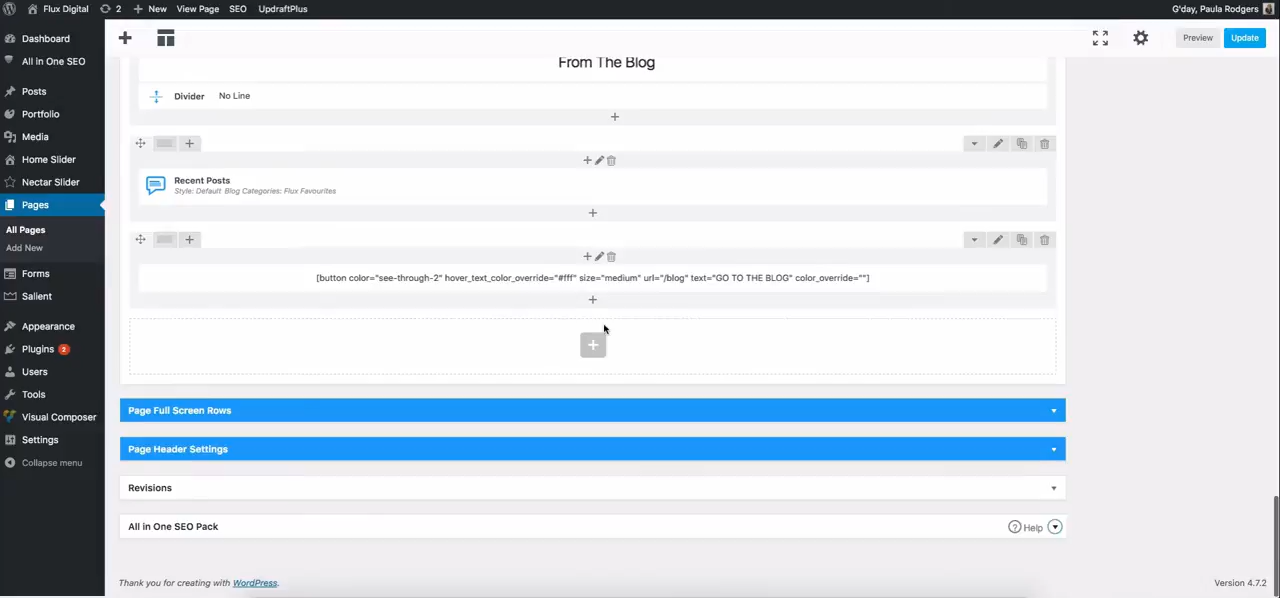 Flux Digital 2 New View Page SEO UpdraftPlus G'day, Paula Rodgers
Preview Update
Dashboard
All in One SEO
Posts
Portfolio
Media
Home Slider
Nectar Slider
Pages
All Pages
Add New
Forms
Salient
Appearance
Plugins 2
Users
Tools
Visual Composer
Settings
Collapse menu
From The Blog
Divider No Line
Recent Posts
Style: Default Blog Categories: Flux Favourites
[button color="see-through-2" hover_text_color_override="#fff" size="medium" url="/blog" text="GO TO THE BLOG" color_override=""]
Page Full Screen Rows
Page Header Settings
Revisions
All in One SEO Pack Help
Thank you for creating with WordPress. Version 4.7.2